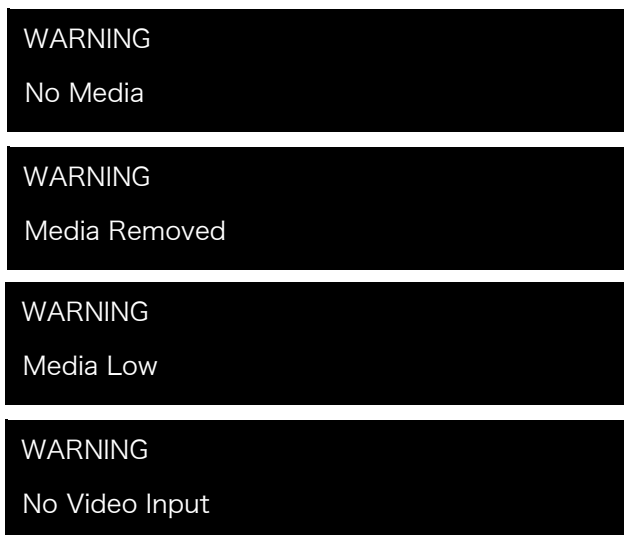 WARNING
No Media
WARNING
Media Removed
WARNING
Media Low
WARNING
No Video Input